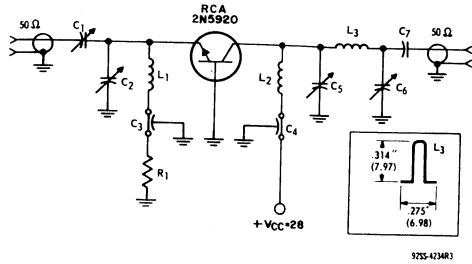 RCA
2N5920
50 Ω
C1
L3
C7
50 Ω
C2
L1
L2
C5
C6
C3
C4
R1
+VCC=28
L3
.314"
(7.97)
.275"
(6.98)
92SS-4234R3